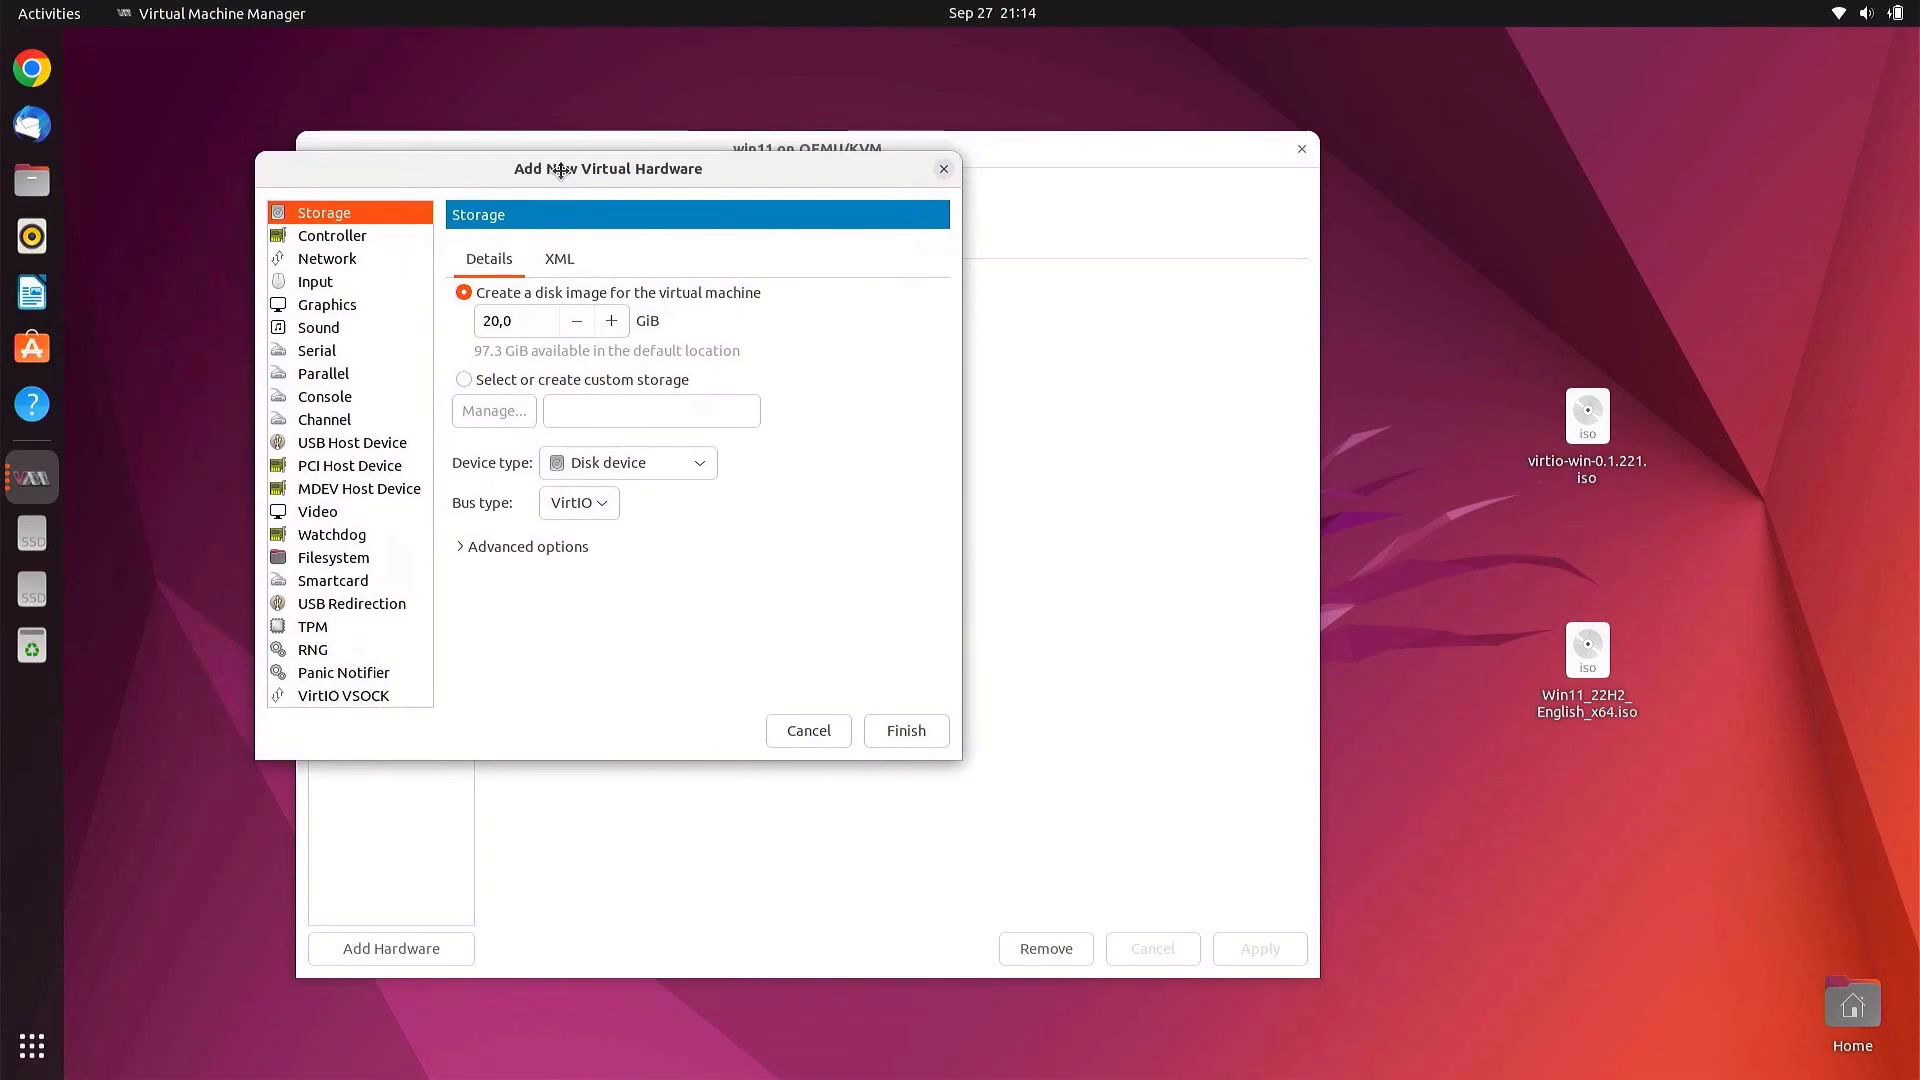 Activities
Virtual Machine Manager
Sep 27 21:14
win11 on QEMU/KVM
Add New Virtual Hardware
Storage
Controller
Network
Input
Graphics
Sound
Serial
Parallel
Console
Channel
USB Host Device
PCI Host Device
MDEV Host Device
Video
Watchdog
Filesystem
Smartcard
USB Redirection
TPM
RNG
Panic Notifier
VirtIO VSOCK
Storage
Details
XML
Create a disk image for the virtual machine
20,0
GiB
97.3 GiB available in the default location
Select or create custom storage
Manage...
Device type:
Disk device
Bus type:
VirtIO
Advanced options
Cancel
Finish
Add Hardware
Remove
Cancel
Apply
SSD
SSD
iso
virtio-win-0.1.221.
iso
iso
Win11_22H2_
English_x64.iso
Home